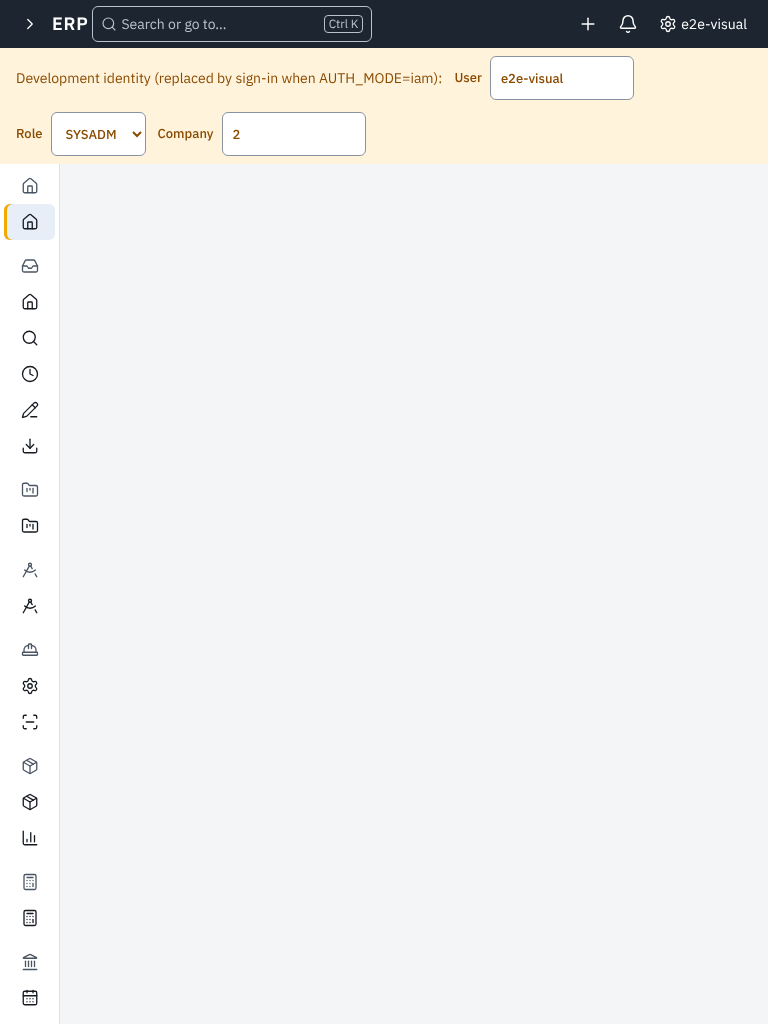 ERP Search or go to... Ctrl K e2e-visual
Development identity (replaced by sign-in when AUTH_MODE=iam): User e2e-visual
Role SYSADM Company 2